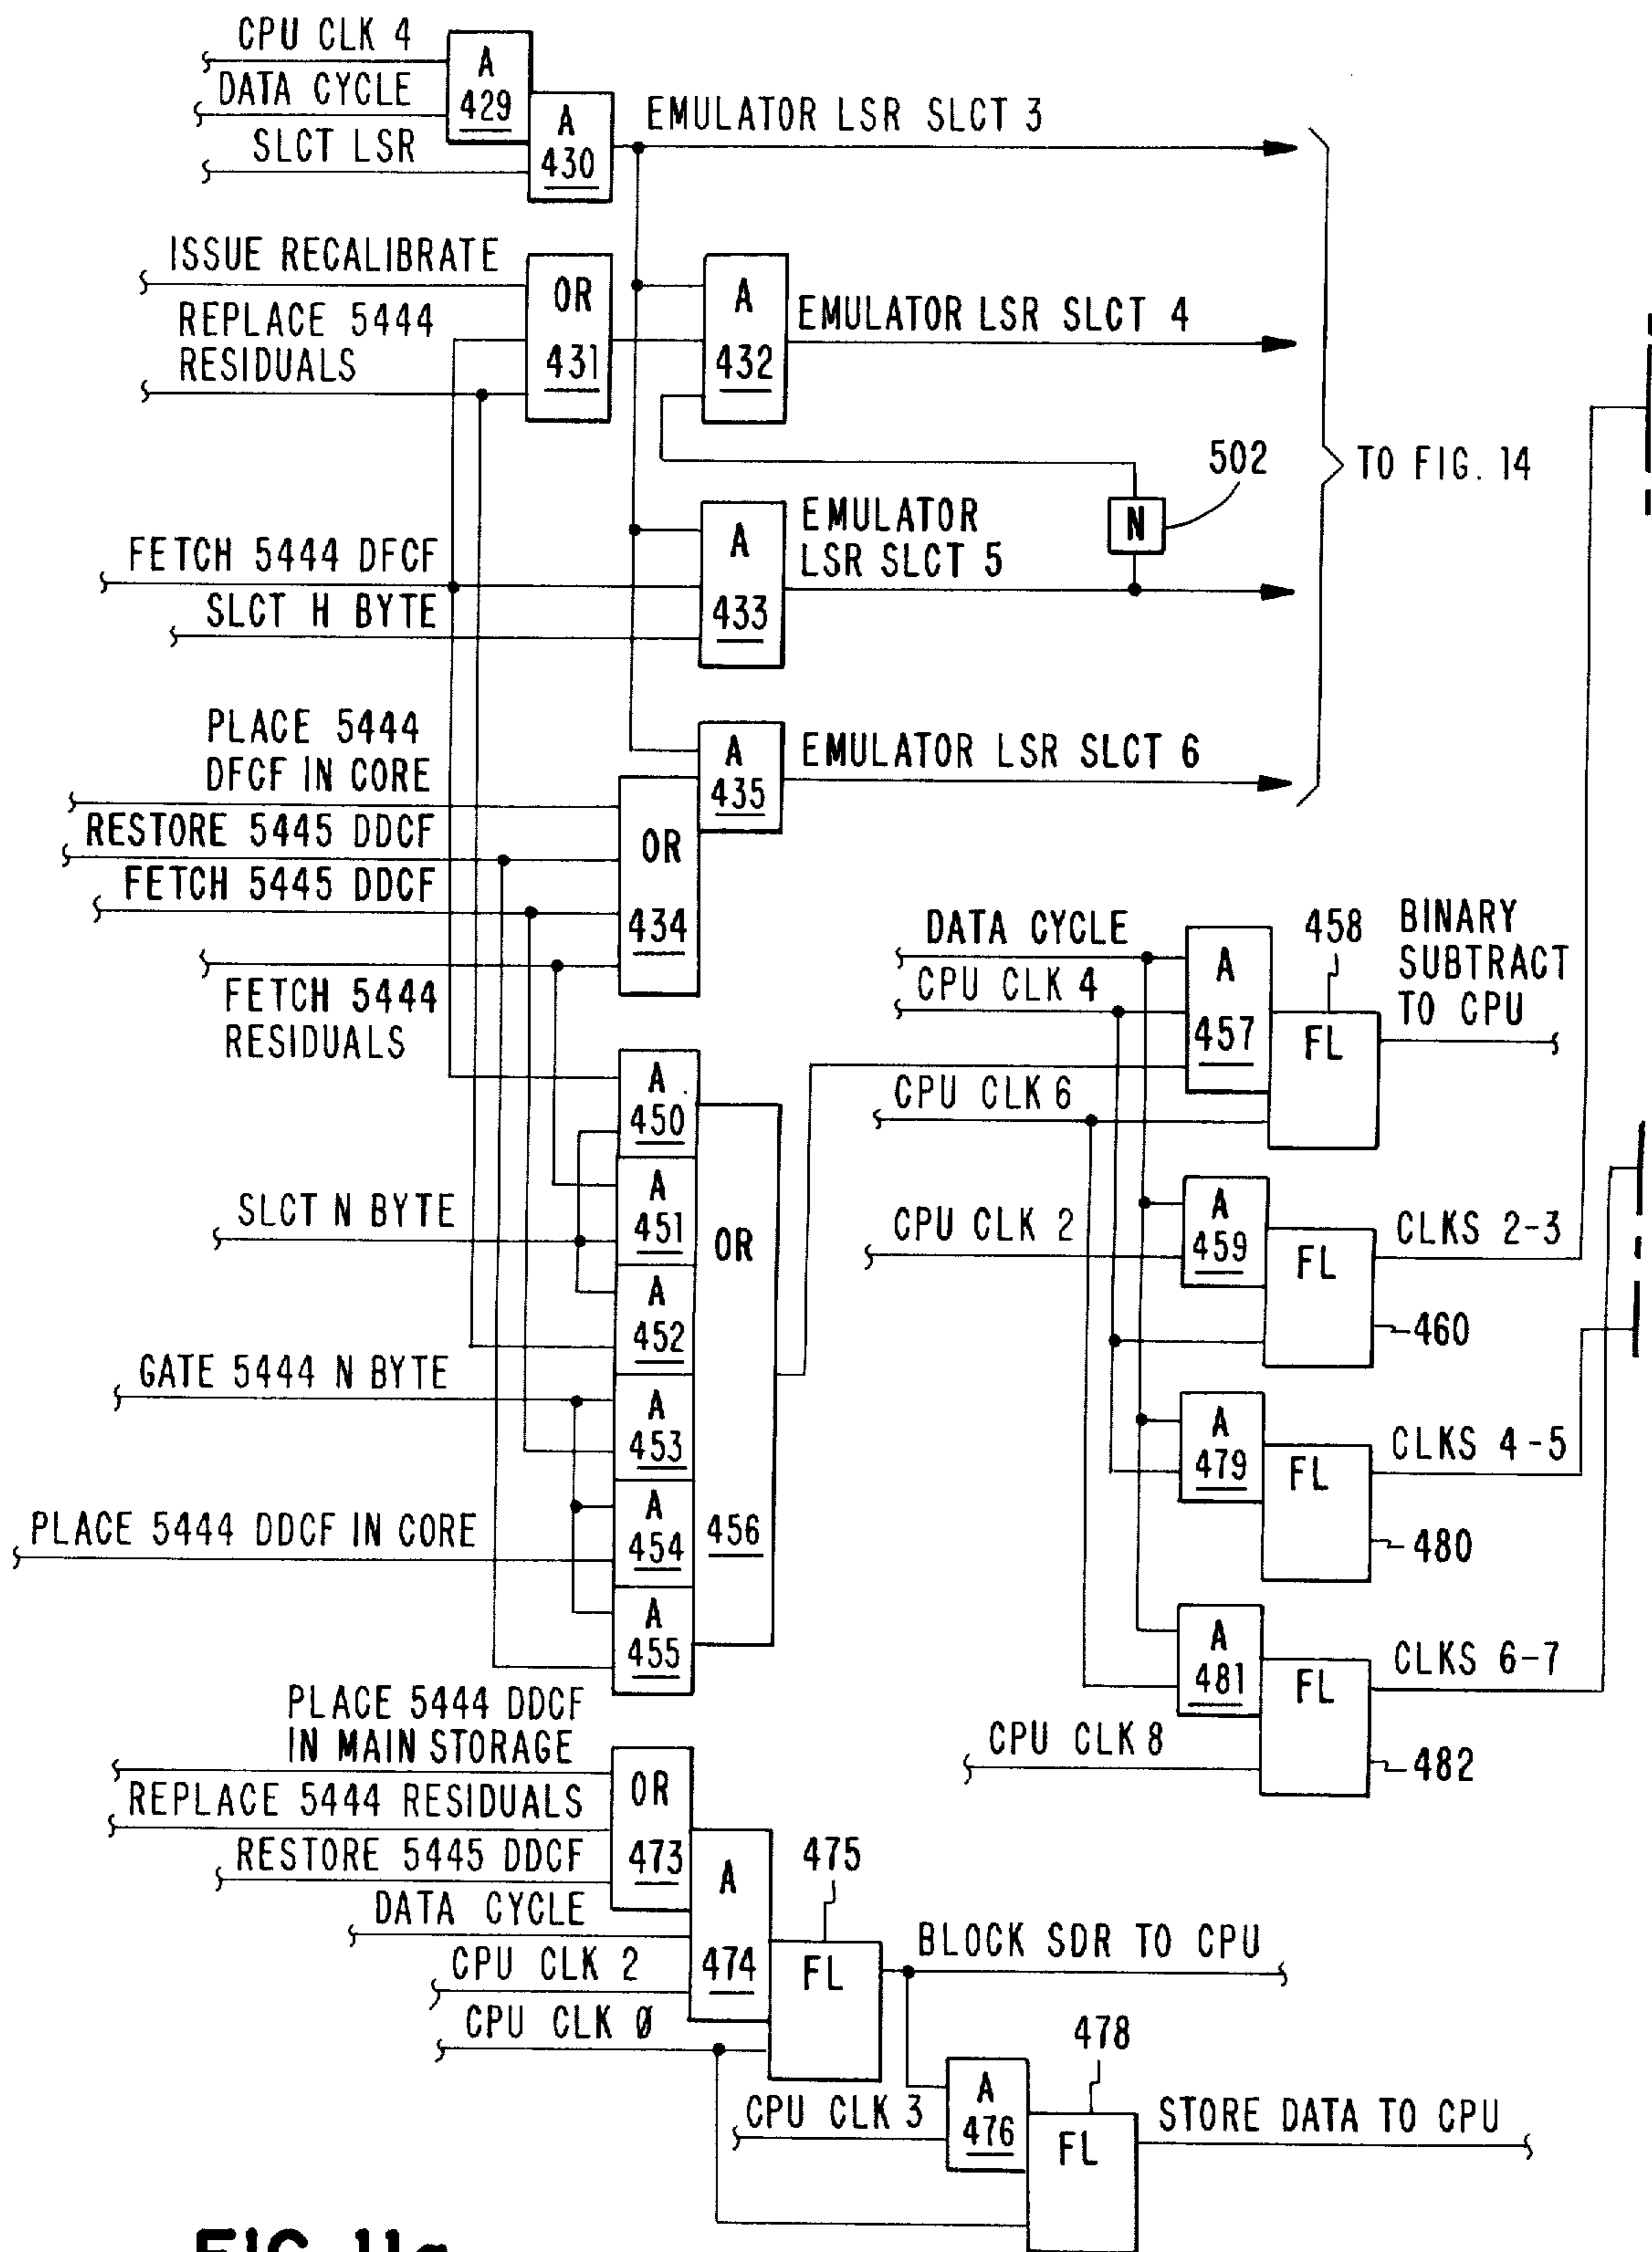 CPU CLK 4
DATA CYCLE
SLCT LSR
A
429
A
430
EMULATOR LSR SLCT 3
ISSUE RECALIBRATE
REPLACE 5444
RESIDUALS
OR
431
A
432
EMULATOR LSR SLCT 4
502
TO FIG. 14
N
FETCH 5444 DFCF
SLCT H BYTE
A
433
EMULATOR
LSR SLCT 5
PLACE 5444
DFCF IN CORE
RESTORE 5445 DDCF
FETCH 5445 DDCF
FETCH 5444
RESIDUALS
OR
434
A
435
EMULATOR LSR SLCT 6
DATA CYCLE
CPU CLK 4
CPU CLK 6
A
457
458
FL
BINARY
SUBTRACT
TO CPU
A
450
SLCT N BYTE
A
451
A
452
OR
GATE 5444 N BYTE
A
453
PLACE 5444 DDCF IN CORE
A
454
456
A
455
CPU CLK 2
A
459
FL
CLKS 2-3
460
A
479
FL
CLKS 4-5
480
A
481
FL
CLKS 6-7
CPU CLK 8
482
PLACE 5444 DDCF
IN MAIN STORAGE
REPLACE 5444 RESIDUALS
RESTORE 5445 DDCF
OR
473
DATA CYCLE
CPU CLK 2
CPU CLK Ø
A
474
475
FL
BLOCK SDR TO CPU
478
CPU CLK 3
A
476
FL
STORE DATA TO CPU
FIG. 11a